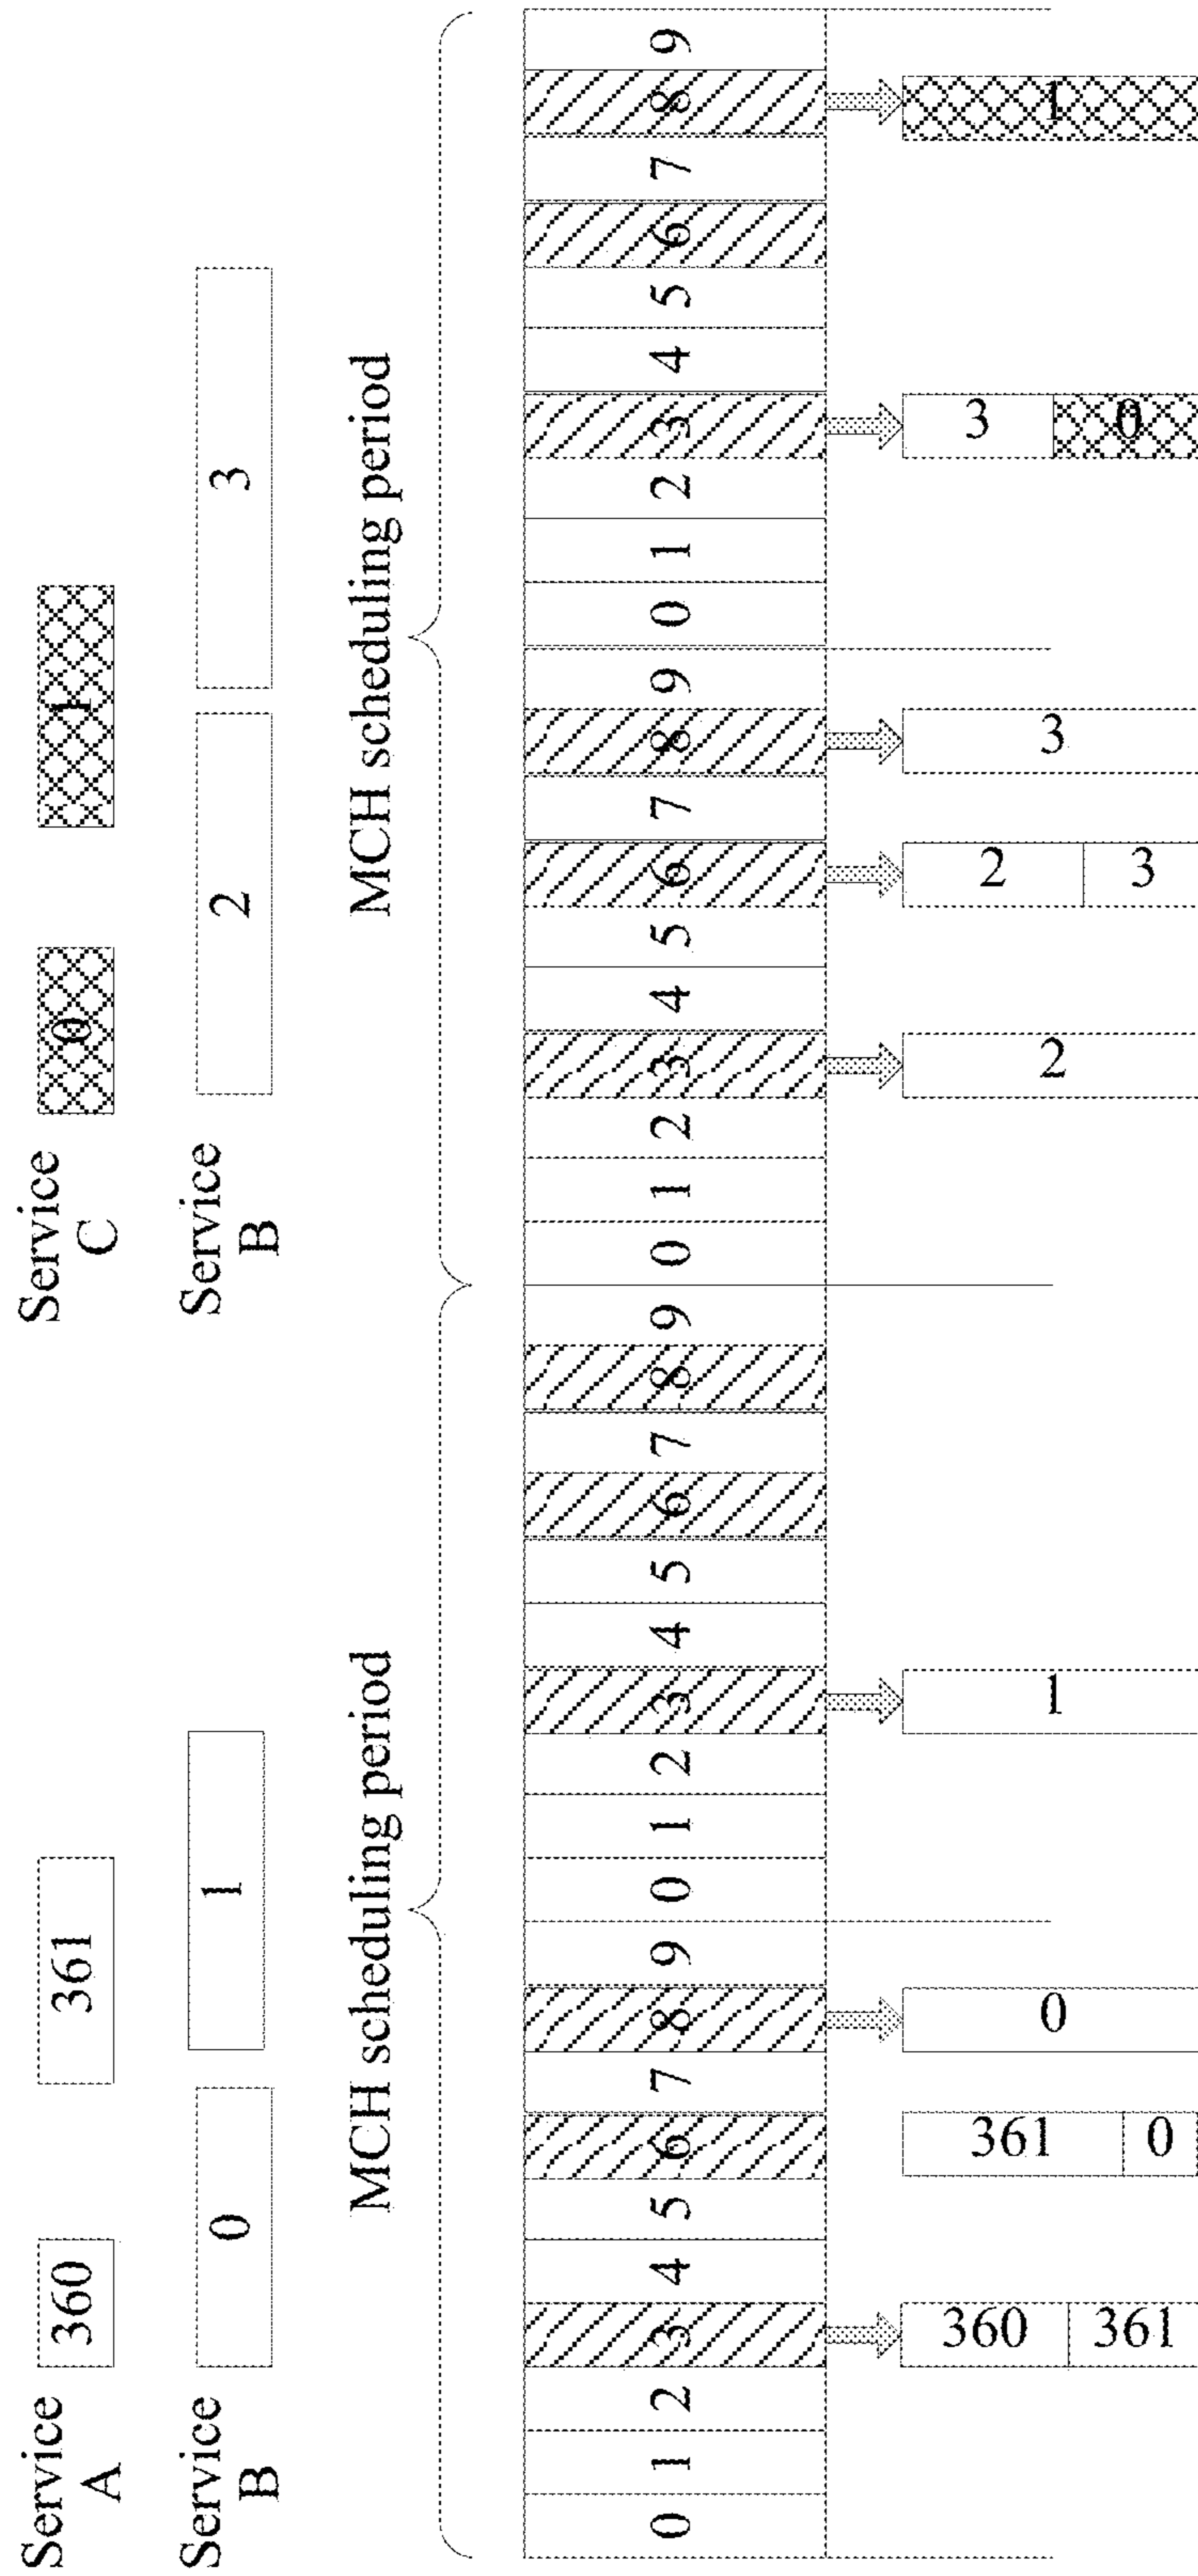 Service A
360
361
Service C
0
1
Service B
0
1
Service B
2
3
MCH scheduling period
MCH scheduling period
0 1 2 3 4 5 6 7 8 9 0 1 2 3 4 5 6 7 8 9 0 1 2 3 4 5 6 7 8 9 0 1 2 3 4 5 6 7 8 9
360 361
361 0
0
1
2
2 3
3
3 0
1